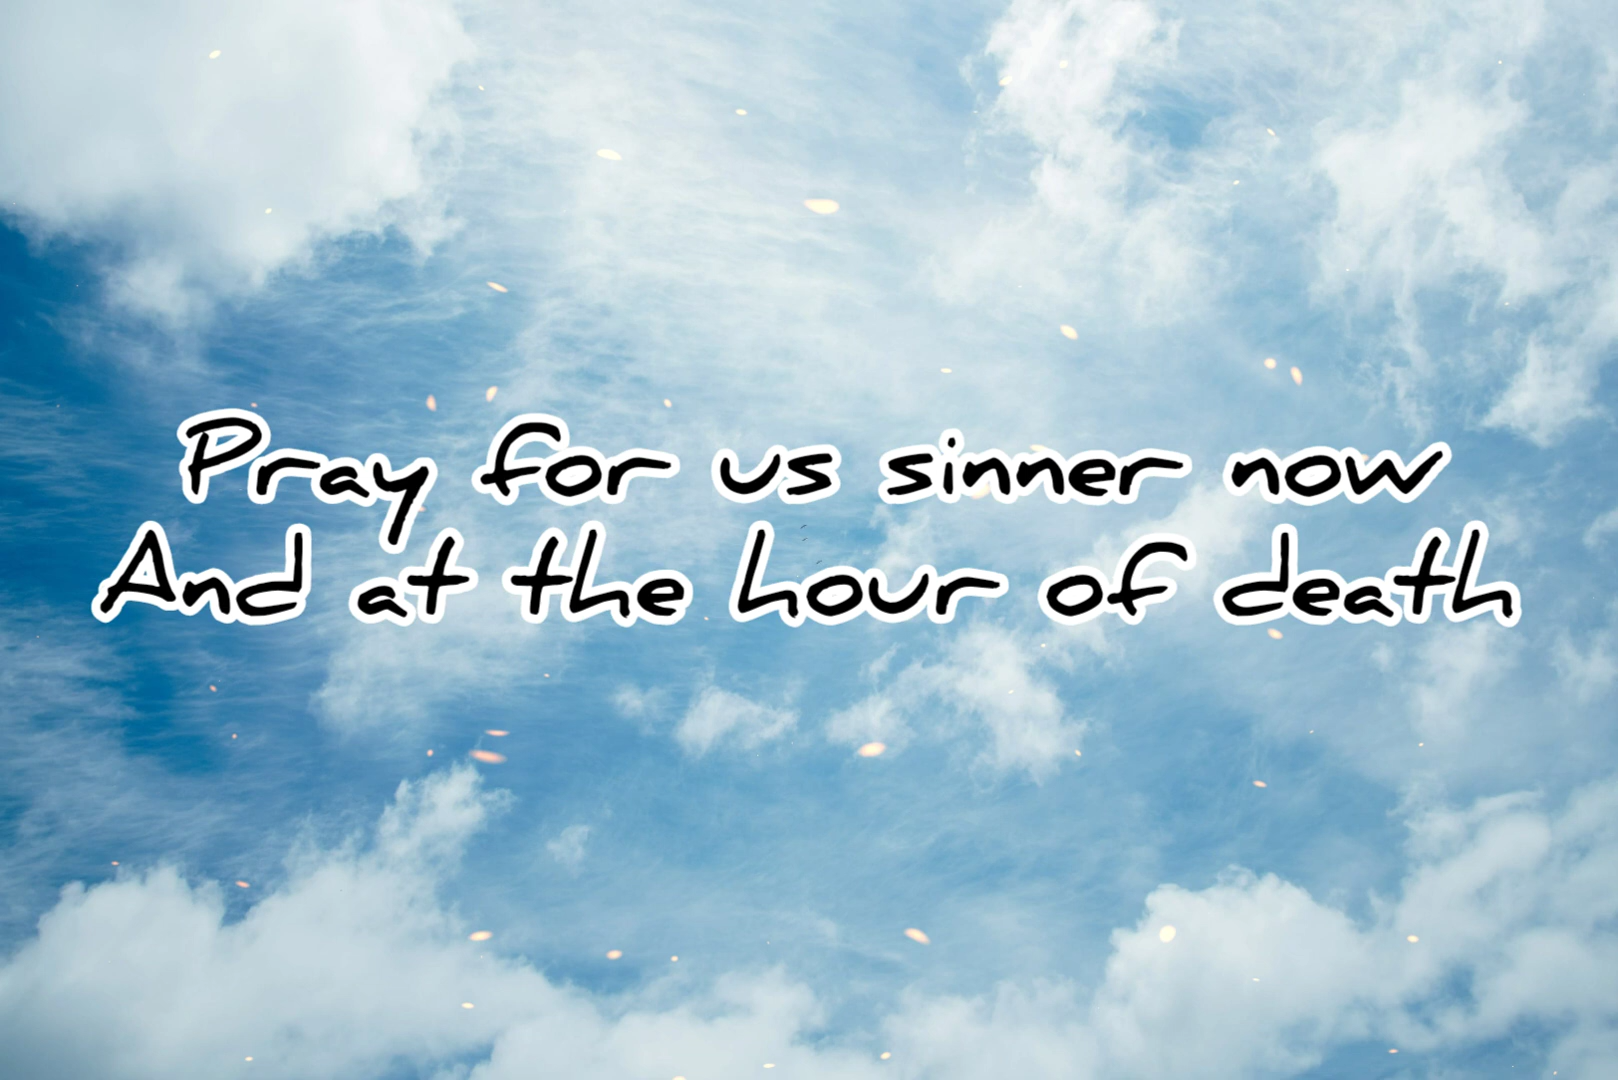 Pray for us sinner now
And at the hour of death